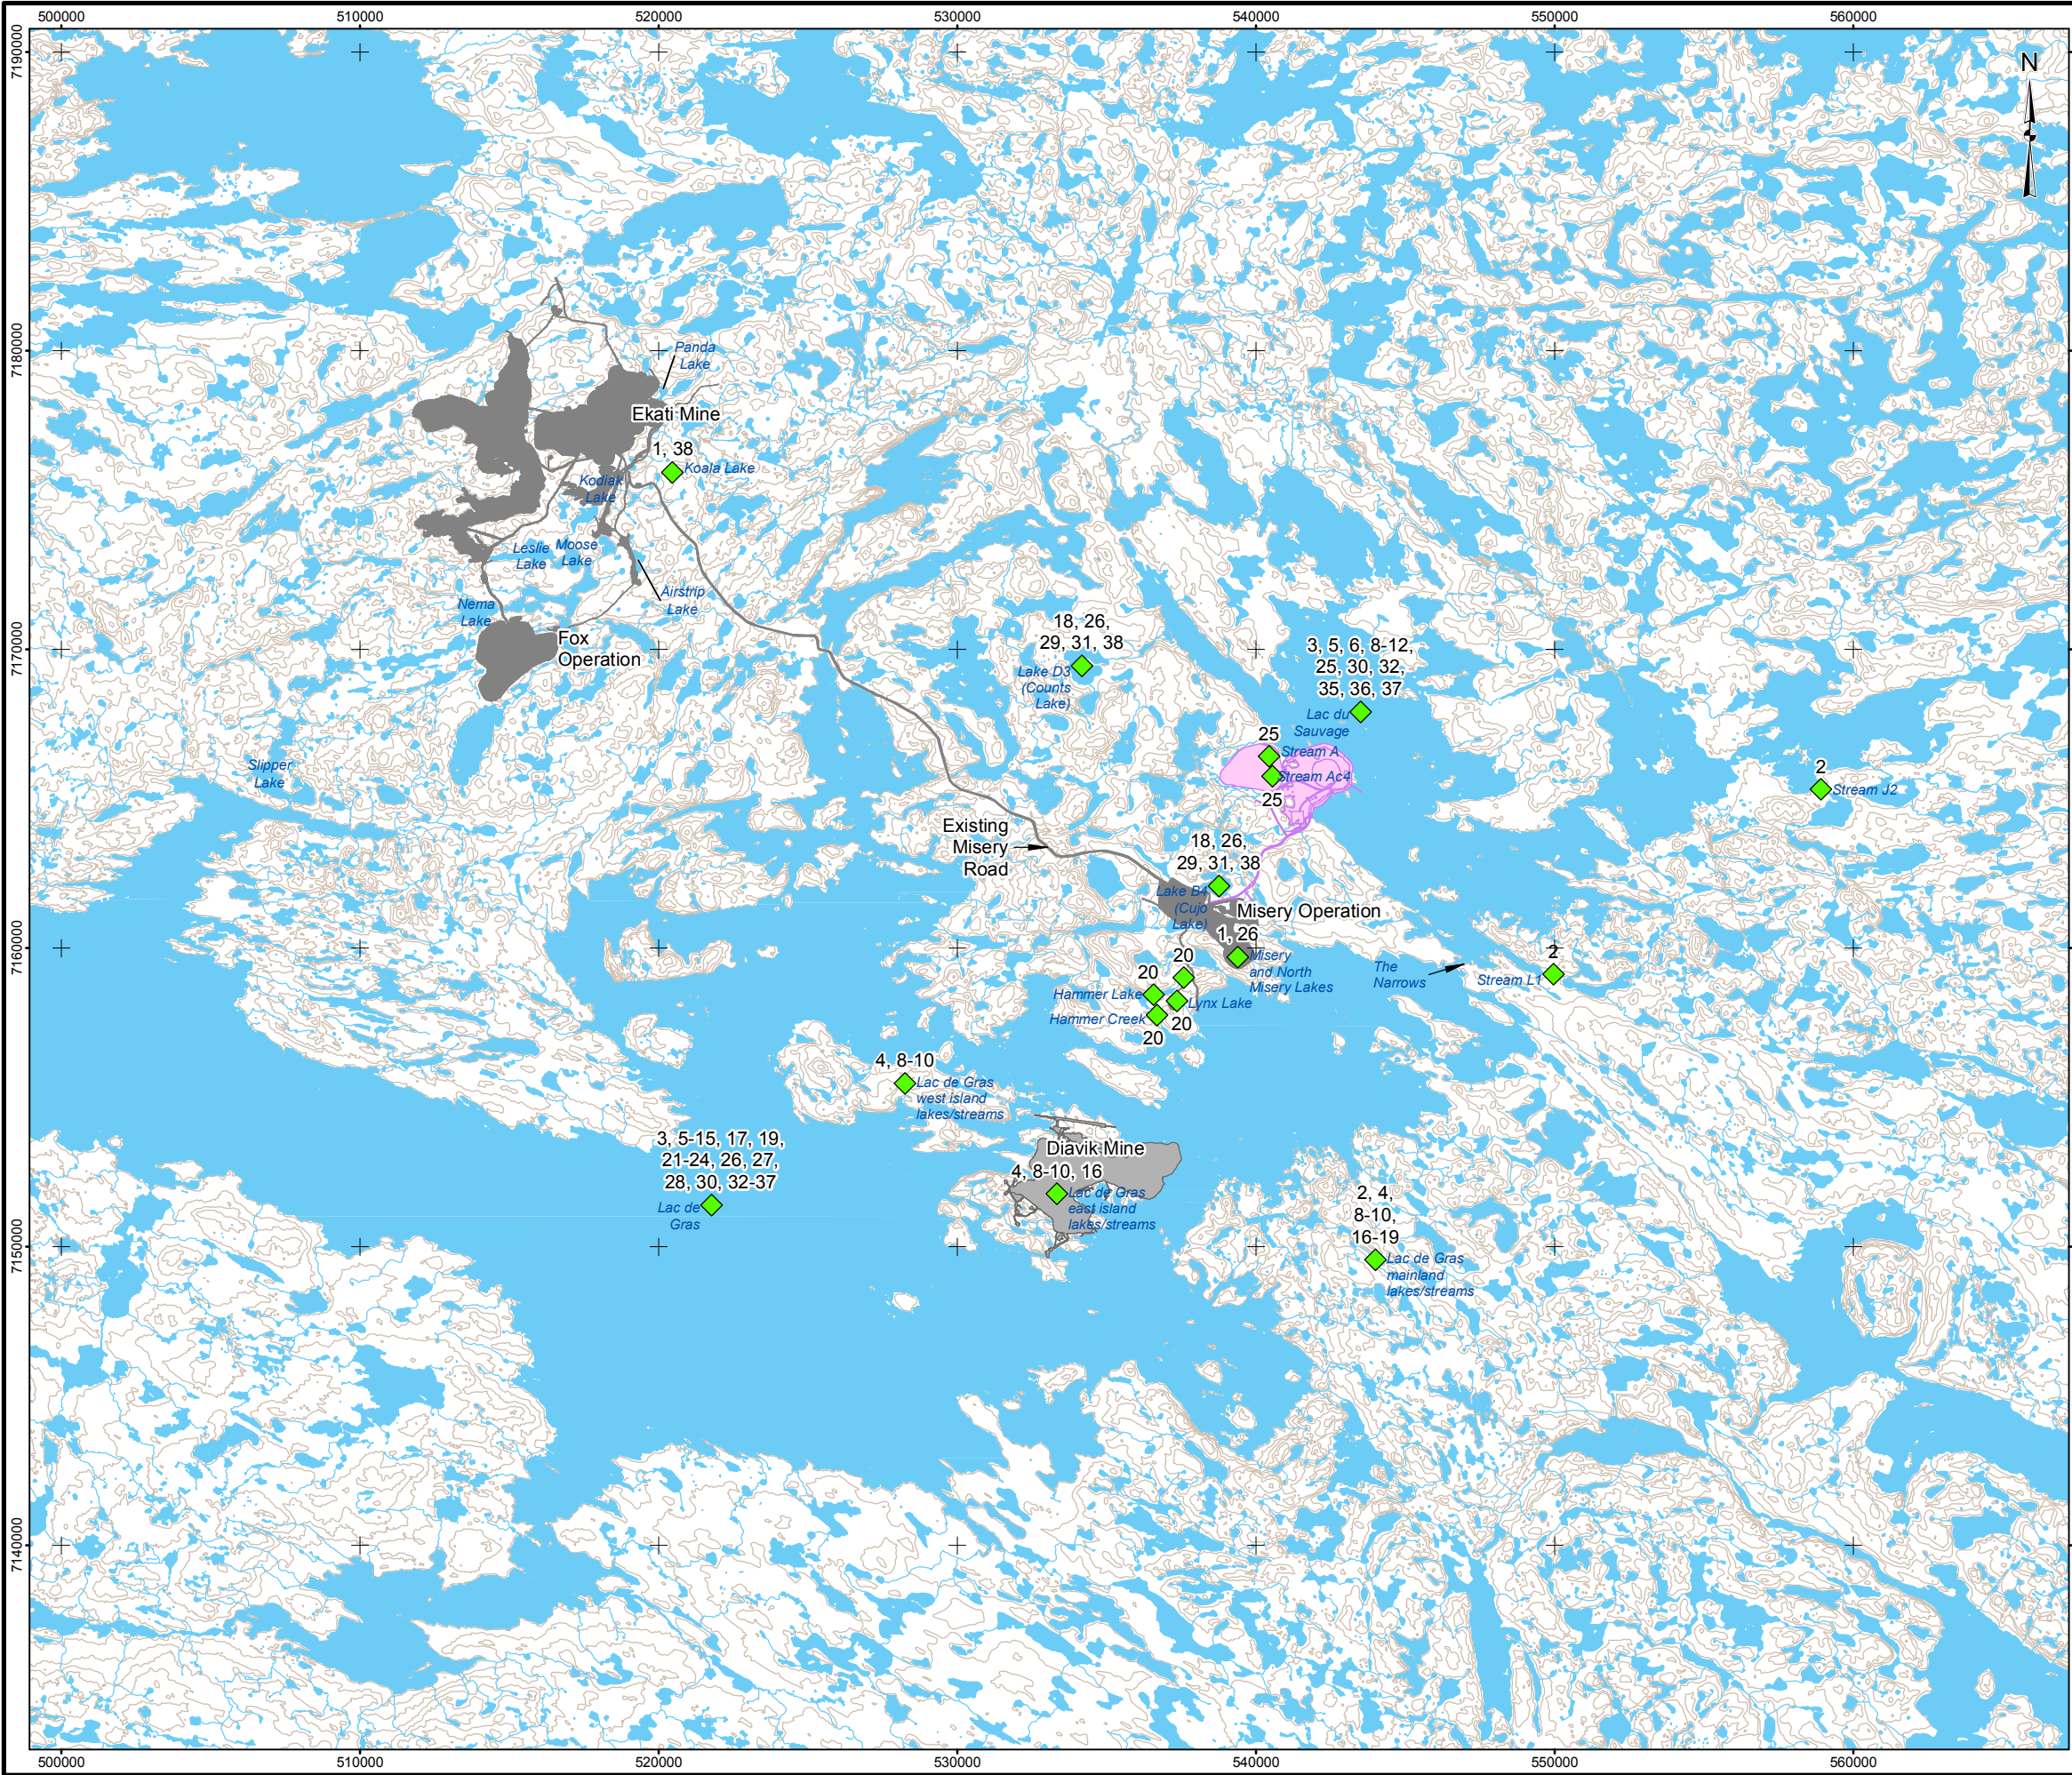 500000
510000
520000
530000
540000
550000
560000
7190000
N
7180000
Panda
Lake
Ekati Mine
1, 38
Koala Lake
Kodiak
Lake
Leslie
Lake
Moose
Lake
Airstrip
Lake
Nema
Lake
Fox
Operation
7170000
18, 26,
29, 31, 38
Lake D3
(Counts
Lake)
3, 5, 6, 8-12,
25, 30, 32,
35, 36, 37
Lac du
Sauvage
25
Stream A
Stream Ac4
25
2
Stream J2
Slipper
Lake
Existing
Misery
Road
18, 26,
29, 31, 38
Lake B4
(Cujo
Lake)
Misery Operation
7160000
1, 26
Misery
and North
Misery Lakes
The
Narrows
2
Stream L1
20
20
Hammer Lake
Lynx Lake
Hammer Creek
20
20
4, 8-10
Lac de Gras
west island
lakes/streams
3, 5-15, 17, 19,
21-24, 26, 27,
28, 30, 32-37
Lac de
Gras
Diavik Mine
4, 8-10, 16
Lac de Gras
east island
lakes/streams
2, 4,
8-10,
16-19
Lac de Gras
mainland
lakes/streams
7150000
7140000
500000
510000
520000
530000
540000
550000
560000